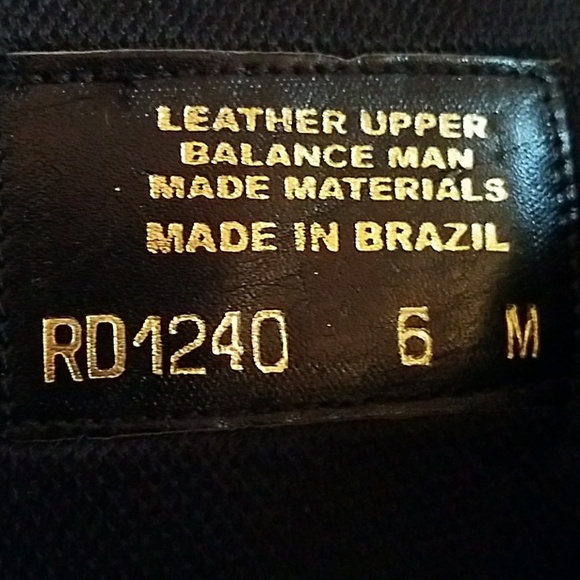 LEATHER UPPER
BALANCE MAN
MADE MATERIALS
MADE IN BRAZIL
RD1240 6 M